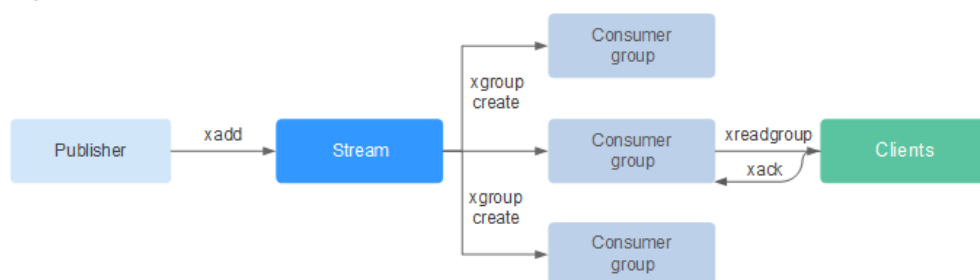 Consumer
group
xgroup
create
Publisher
xadd
Stream
Consumer
group
xreadgroup
xack
Clients
xgroup
create
Consumer
group